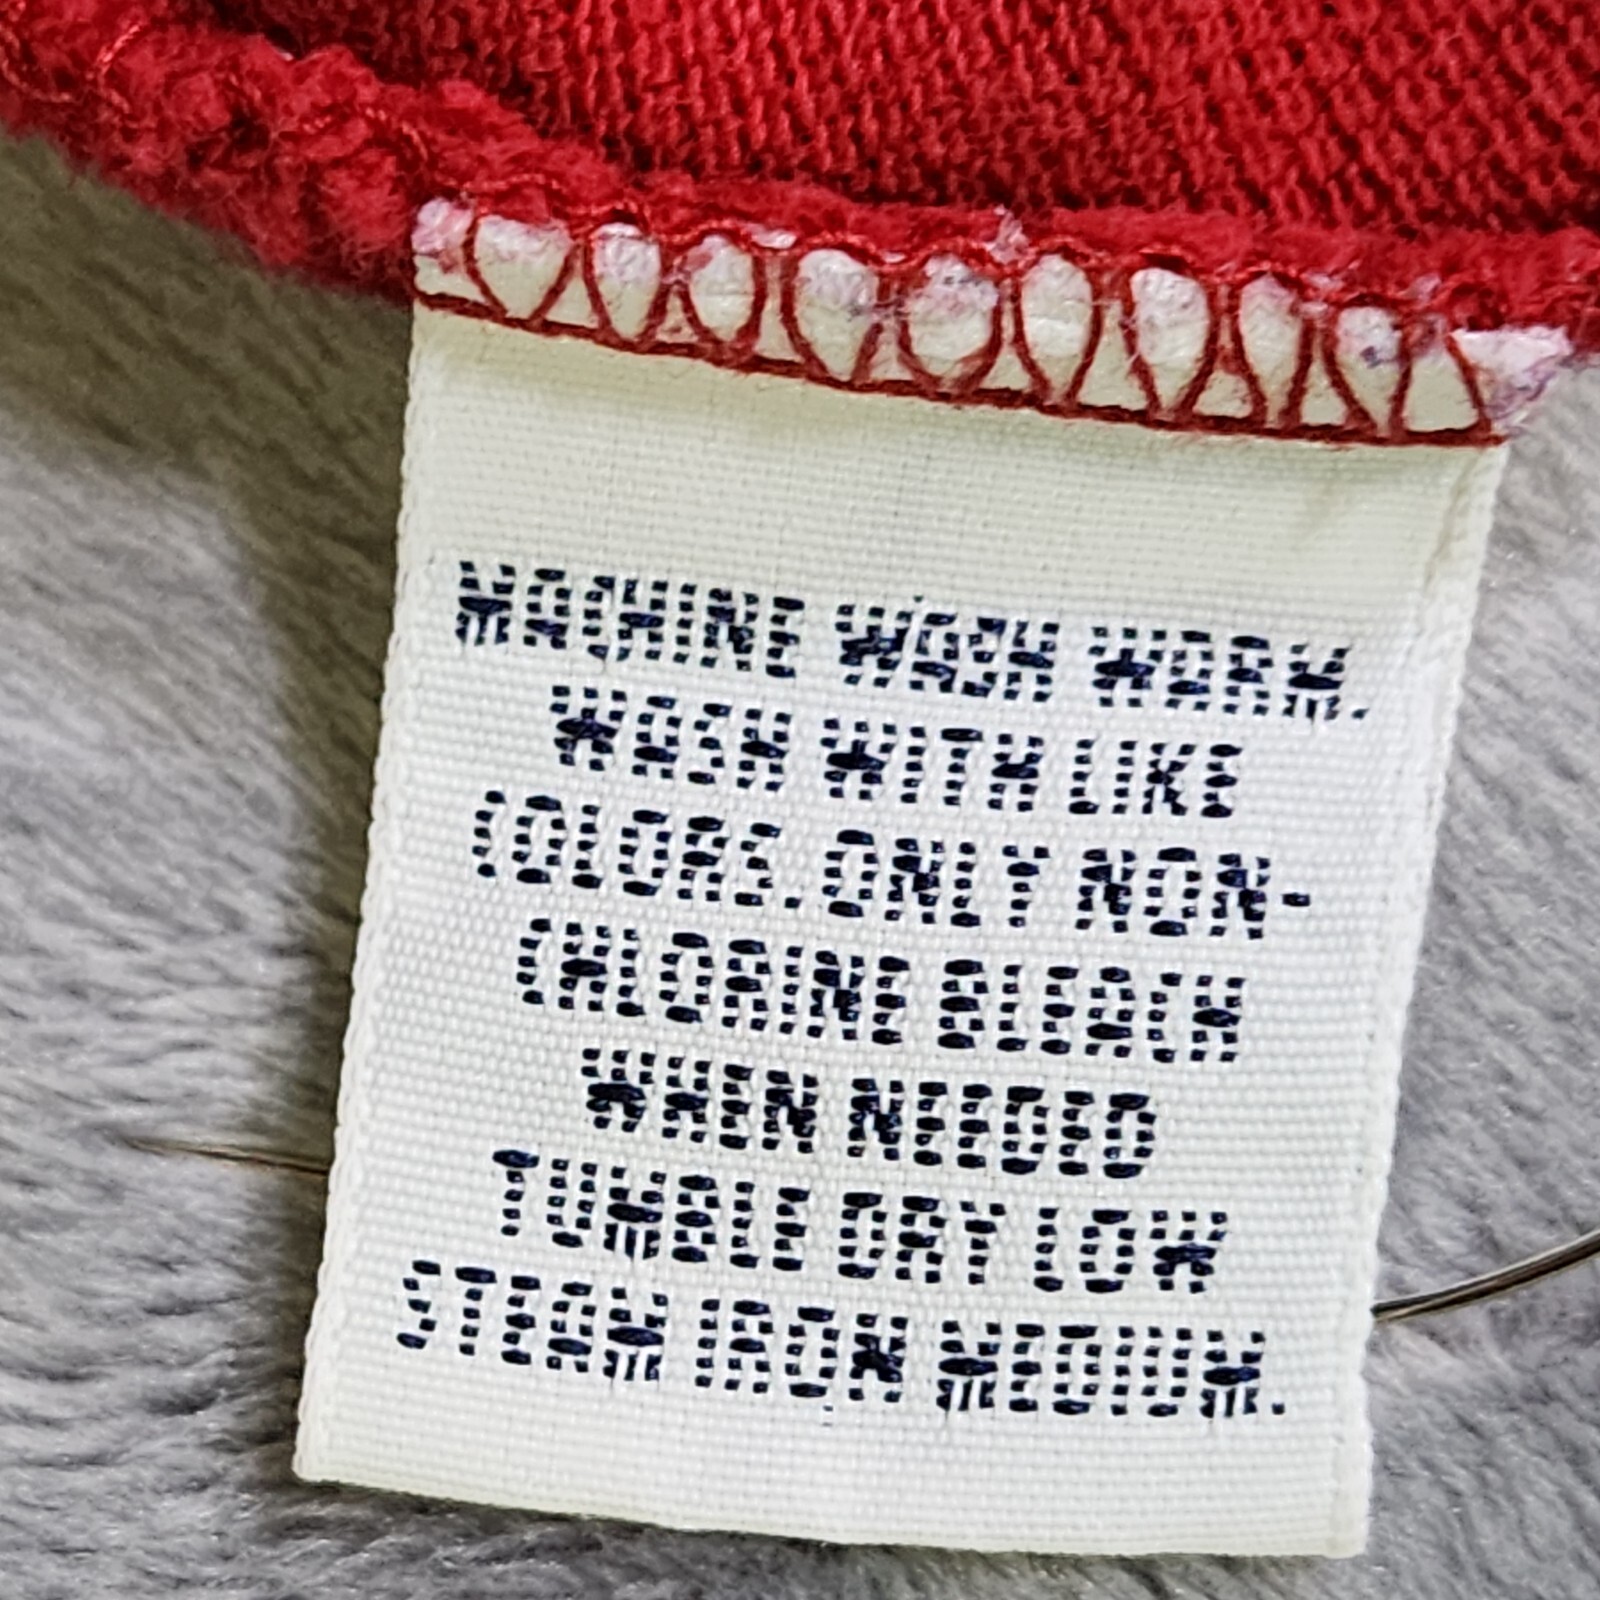 MACHINE WASH WARM.
WASH WITH LIKE
COLORS. ONLY NON-
CHLORINE BLEACH
WHEN NEEDED
TUMBLE DRY LOW
STEAM IRON MEDIUM.